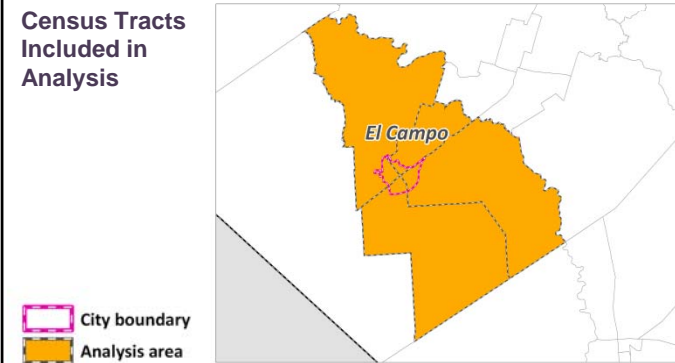 Census Tracts
Included in
Analysis
El Campo
City boundary
Analysis area